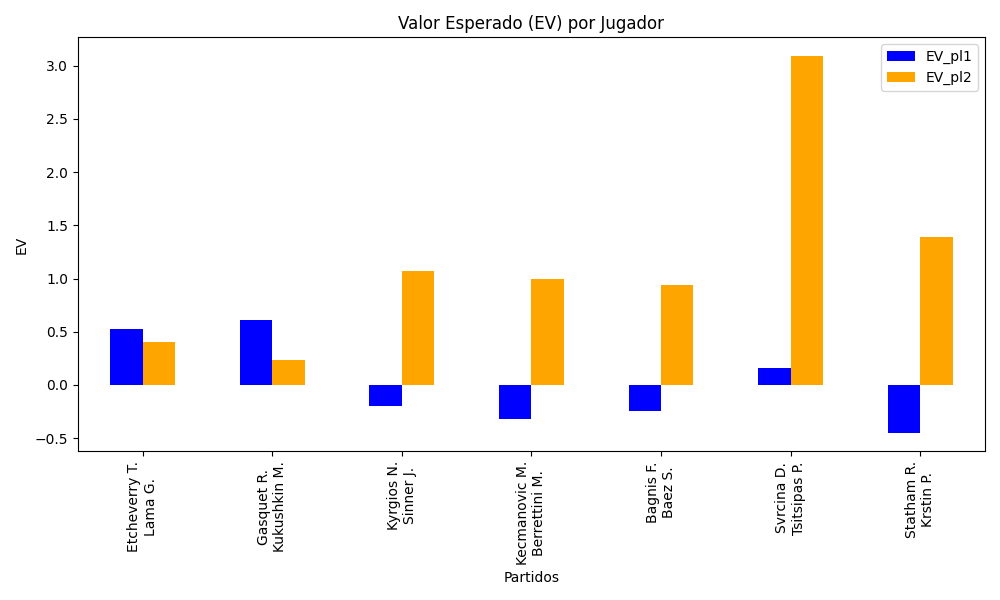 Valor Esperado (EV) por Jugador
EV_pl1
EV_pl2
EV
3.0
2.5
2.0
1.5
1.0
0.5
0.0
−0.5
Etcheverry T.
Lama G.
Gasquet R.
Kukushkin M.
Kyrgios N.
Sinner J.
Kecmanovic M.
Berrettini M.
Bagnis F.
Baez S.
Svrcina D.
Tsitsipas P.
Statham R.
Krstin P.
Partidos